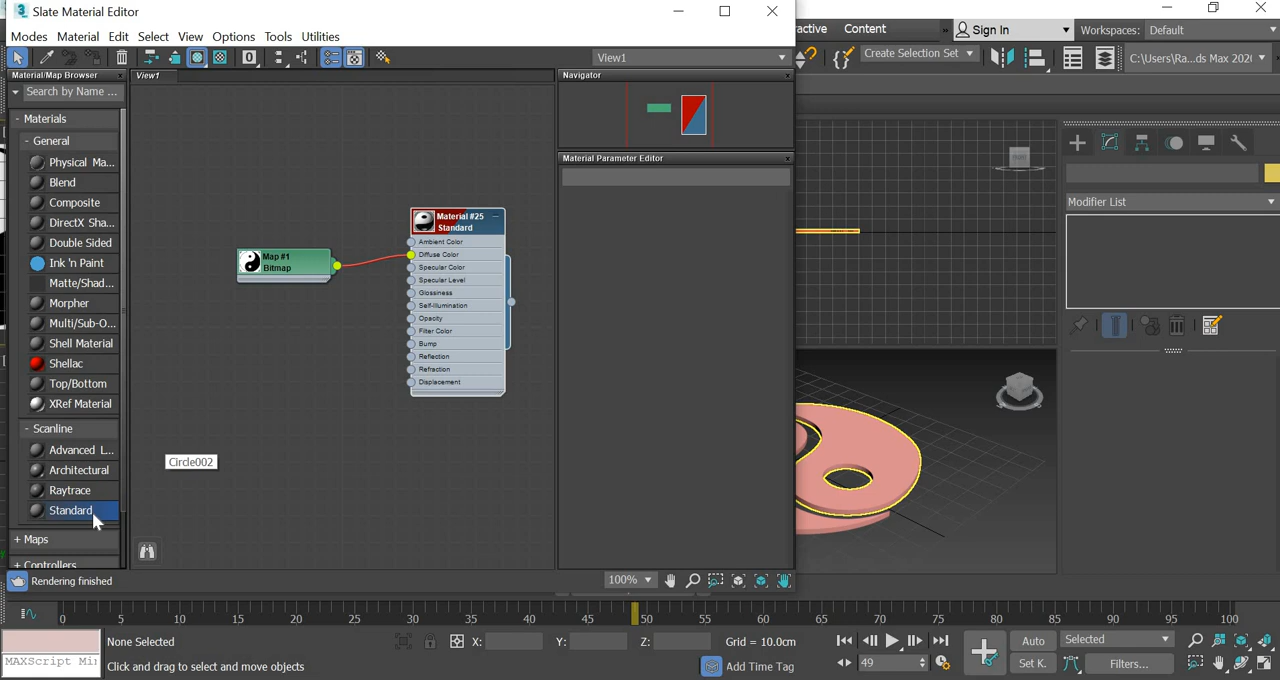 Slate Material Editor
Modes Material Edit Select View Options Tools Utilities
ractive Content » Sign In Workspaces: Default
View1
Create Selection Set
C:\Users\Ra...ds Max 202(
Material/Map Browser
View1
Navigator
Search by Name ...
- Materials
- General
Physical Ma...
Blend
Composite
DirectX Sha...
Double Sided
Ink 'n Paint
Matte/Shad...
Morpher
Multi/Sub-O...
Shell Material
Shellac
Top/Bottom
XRef Material
- Scanline
Advanced L...
Architectural
Raytrace
Standard
+ Maps
+ Controllers
Map #1
Bitmap
Material #25
Standard
Ambient Color
Diffuse Color
Specular Color
Specular Level
Glossiness
Self-Illumination
Opacity
Filter Color
Bump
Reflection
Refraction
Displacement
Circle002
Material Parameter Editor
Modifier List
Rendering finished
100%
0 5 10 15 20 25 30 35 40 45 50 55 60 65 70 75 80 85 90 95 100
None Selected
X: Y: Z: Grid = 10.0cm
Auto Selected
MAXScript Mi
Click and drag to select and move objects
Add Time Tag
49
Set K. Filters...